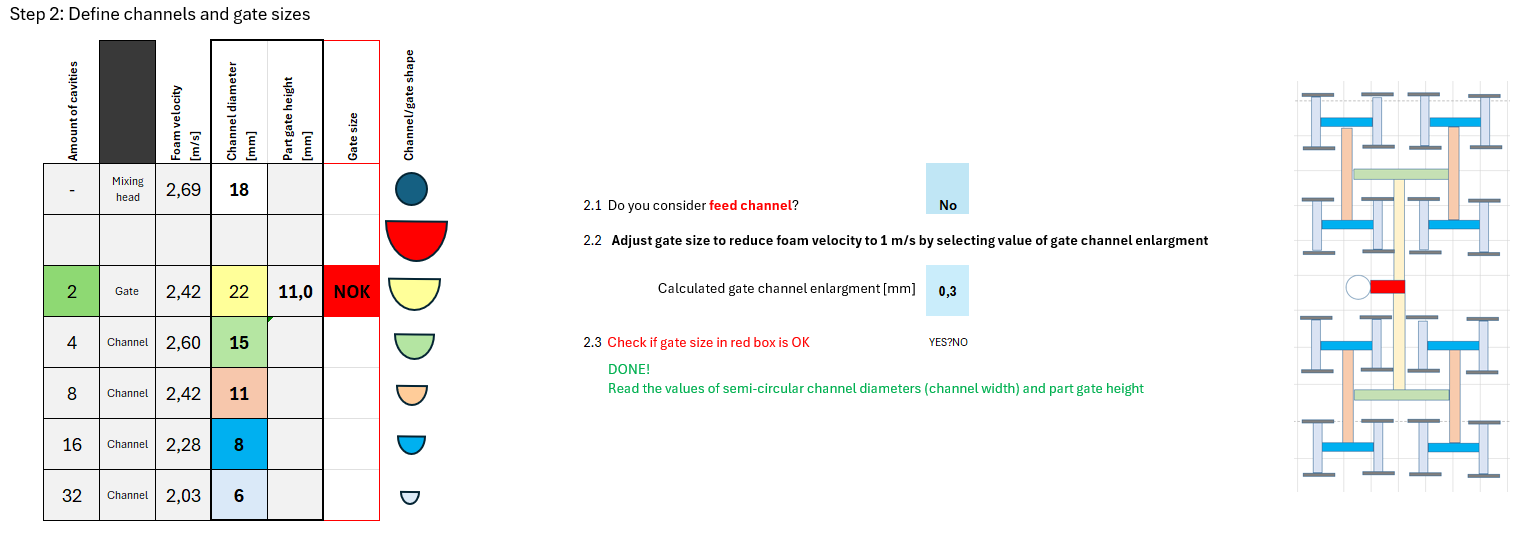 Step 2: Define channels and gate sizes
Amount of cavities
Foam velocity
[m/s]
Channel diameter
[mm]
Part gate height
[mm]
Gate size
Channel/gate shape
-
Mixing
head
2,69
18
2
Gate
2,42
22
11,0
NOK
4
Channel
2,60
15
8
Channel
2,42
11
16
Channel
2,28
8
32
Channel
2,03
6
2.1 Do you consider feed channel?
No
2.2 Adjust gate size to reduce foam velocity to 1 m/s by selecting value of gate channel enlargment
Calculated gate channel enlargment [mm]
0,3
2.3 Check if gate size in red box is OK
YES?NO
DONE!
Read the values of semi-circular channel diameters (channel width) and part gate height